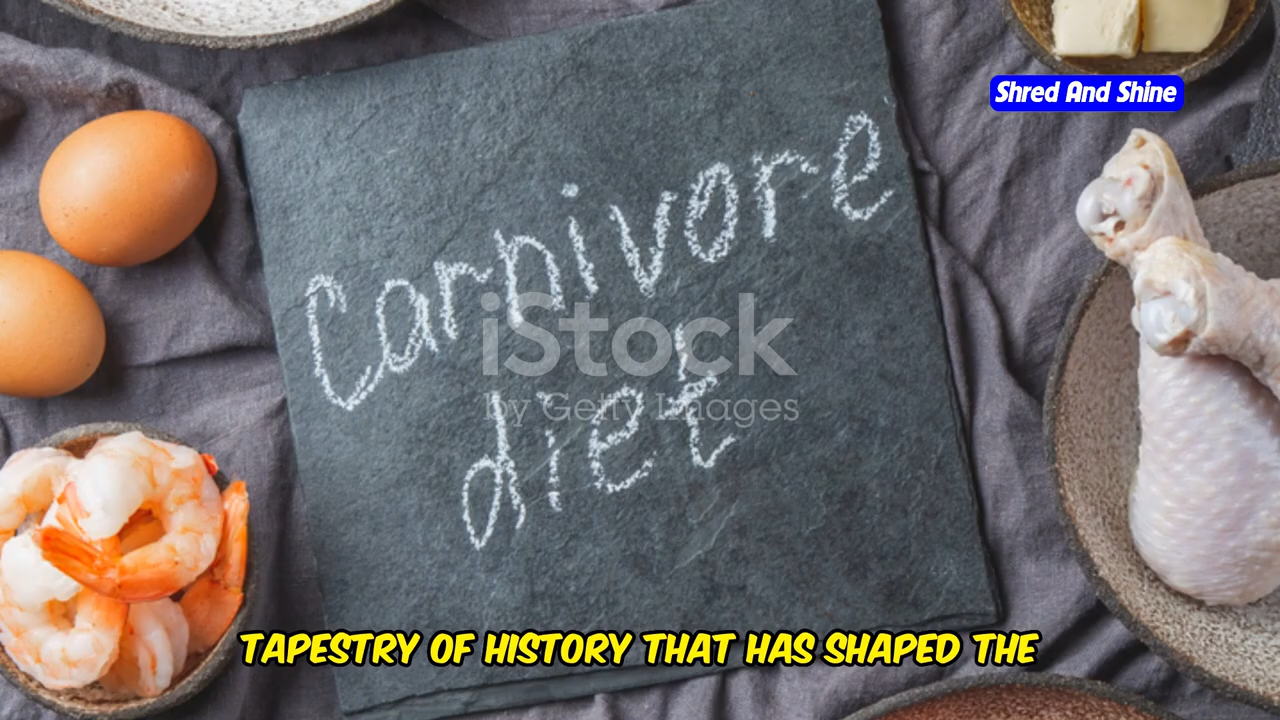 Shred And Shine
Carnivore
diet
iStock
by Getty Images
TAPESTRY OF HISTORY THAT HAS SHAPED THE